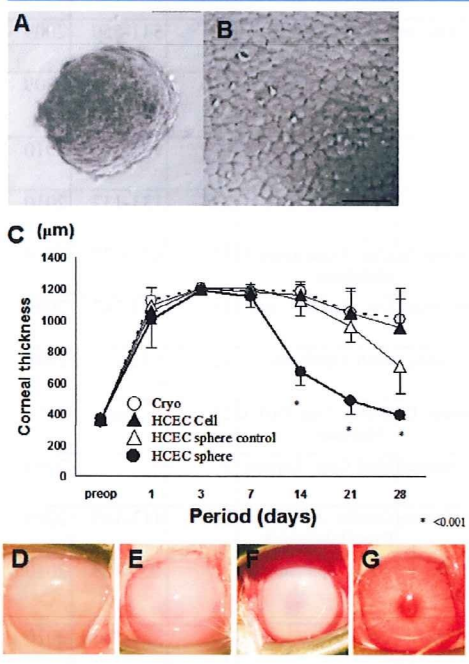 A
B
C (μm)
1400
1200
1000
800
600
400
200
0
Corneal thickness
Cryo
HCEC Cell
HCEC sphere control
HCEC sphere
*
*
*
preop 1 3 7 14 21 28
Period (days)
* <0.001
D
E
F
G